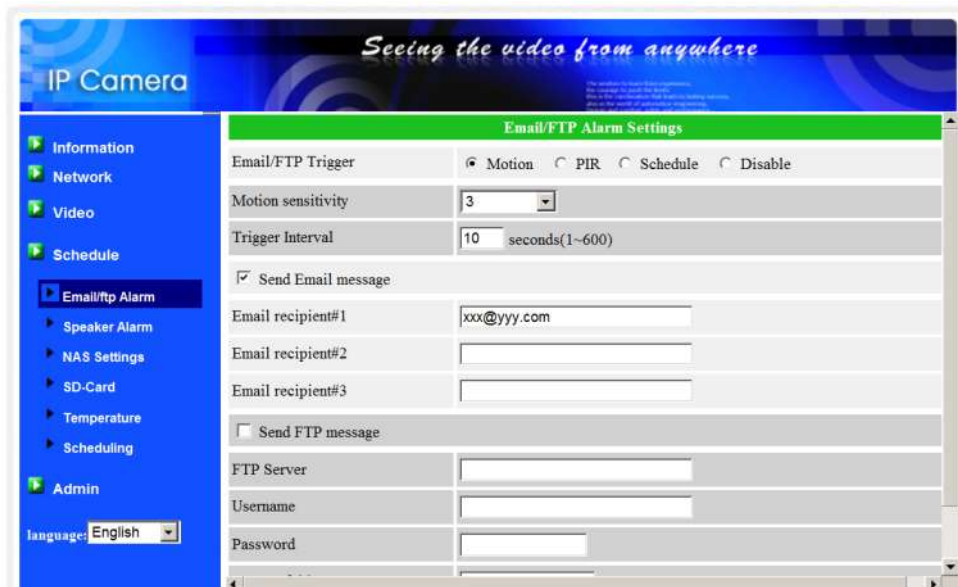 Seeing the video from anywhere
IP Camera
Information
Network
Video
Schedule
Email/ftp Alarm
Speaker Alarm
NAS Settings
SD-Card
Temperature
Scheduling
Admin
language: English
Email/FTP Alarm Settings
Email/FTP Trigger Motion PIR Schedule Disable
Motion sensitivity 3
Trigger Interval 10 seconds(1~600)
Send Email message
Email recipient#1 xxx@yyy.com
Email recipient#2
Email recipient#3
Send FTP message
FTP Server
Username
Password